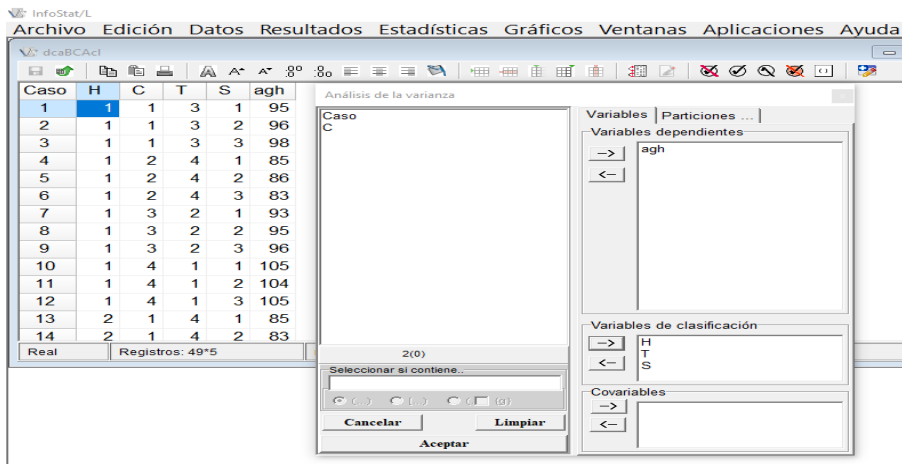 InfoStat/L
Archivo Edición Datos Resultados Estadísticas Gráficos Ventanas Aplicaciones Ayuda
dcaBCAcl
Caso H C T S agh
1 1 1 3 1 95
2 1 1 3 2 96
3 1 1 3 3 98
4 1 2 4 1 85
5 1 2 4 2 86
6 1 2 4 3 83
7 1 3 2 1 93
8 1 3 2 2 95
9 1 3 2 3 96
10 1 4 1 1 105
11 1 4 1 2 104
12 1 4 1 3 105
13 2 1 4 1 85
14 2 1 4 2 83
Real Registros: 49*5
Análisis de la varianza
Caso
C
2(0)
Seleccionar si contiene..
(...) (...
Cancelar Limpiar
Aceptar
Variables Particiones ...
Variables dependientes
-->
<--
agh
Variables de clasificación
-->
<--
H
T
S
Covariables
-->
<--